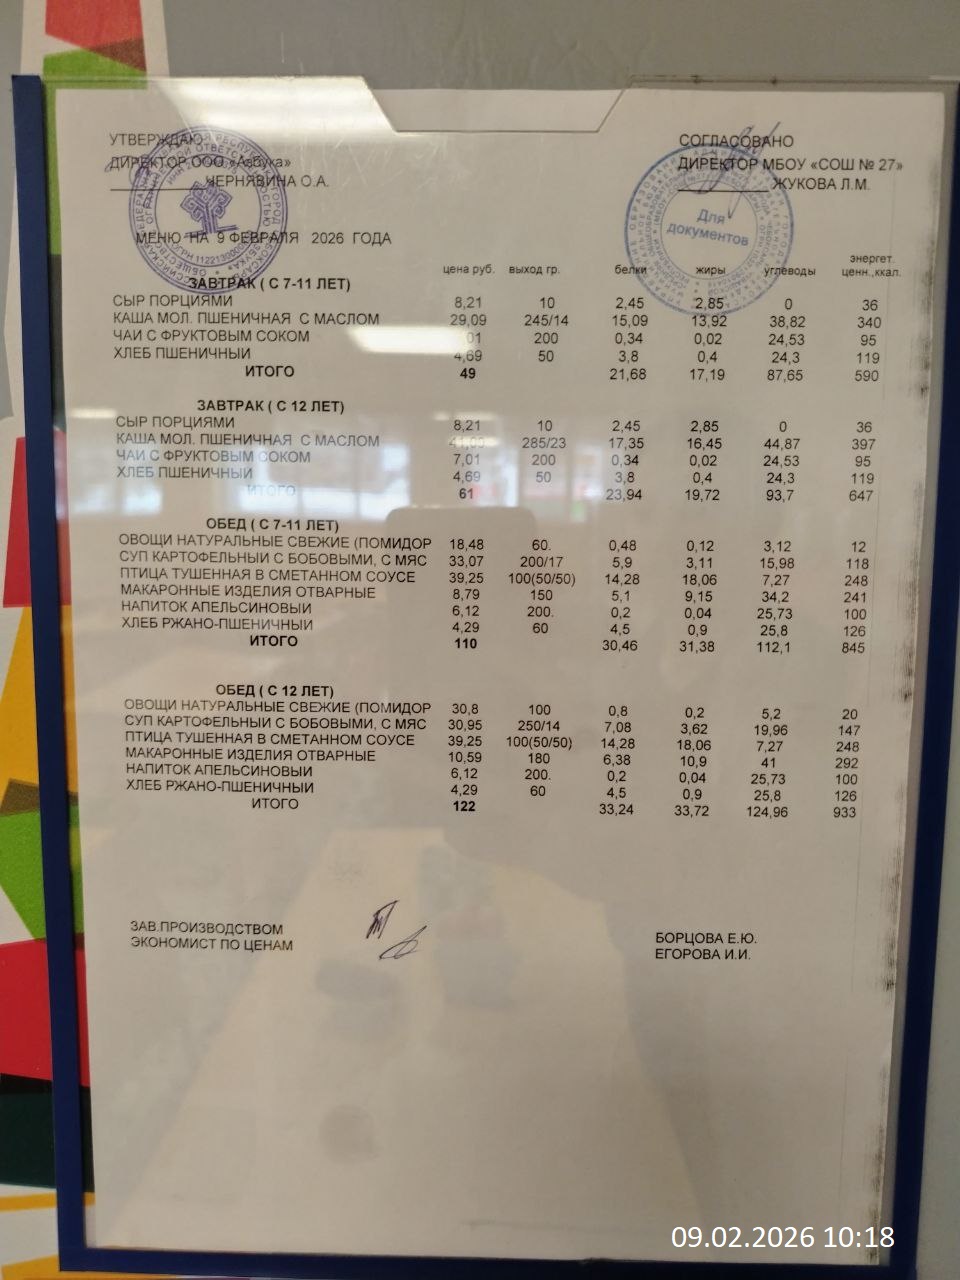 УТВЕРЖДАЮ
ДИРЕКТОР ООО «Азбука»
ЧЕРНЯВИНА О.А.
СОГЛАСОВАНО
ДИРЕКТОР МБОУ «СОШ № 27»
ЖУКОВА Л.М.
Для
документов
МЕНЮ НА 9 ФЕВРАЛЯ 2026 ГОДА
цена руб. выход гр. белки жиры углеводы энергет. ценн.,ккал.
ЗАВТРАК ( С 7-11 ЛЕТ)
СЫР ПОРЦИЯМИ 8,21 10 2,45 2,85 0 36
КАША МОЛ. ПШЕНИЧНАЯ С МАСЛОМ 29,09 245/14 15,09 13,92 38,82 340
ЧАЙ С ФРУКТОВЫМ СОКОМ 200 0,34 0,02 24,53 95
ХЛЕБ ПШЕНИЧНЫЙ 4,69 50 3,8 0,4 24,3 119
ИТОГО 49 21,68 17,19 87,65 590
ЗАВТРАК ( С 12 ЛЕТ)
СЫР ПОРЦИЯМИ 8,21 10 2,45 2,85 0 36
КАША МОЛ. ПШЕНИЧНАЯ С МАСЛОМ 285/23 17,35 16,45 44,87 397
ЧАЙ С ФРУКТОВЫМ СОКОМ 7,01 200 0,34 0,02 24,53 95
ХЛЕБ ПШЕНИЧНЫЙ 4,69 50 3,8 0,4 24,3 119
ИТОГО 61 23,94 19,72 93,7 647
ОБЕД ( С 7-11 ЛЕТ)
ОВОЩИ НАТУРАЛЬНЫЕ СВЕЖИЕ (ПОМИДОР 18,48 60. 0,48 0,12 3,12 12
СУП КАРТОФЕЛЬНЫЙ С БОБОВЫМИ, С МЯС 33,07 200/17 5,9 3,11 15,98 118
ПТИЦА ТУШЕННАЯ В СМЕТАННОМ СОУСЕ 39,25 100(50/50) 14,28 18,06 7,27 248
МАКАРОННЫЕ ИЗДЕЛИЯ ОТВАРНЫЕ 8,79 150 5,1 9,15 34,2 241
НАПИТОК АПЕЛЬСИНОВЫЙ 6,12 200. 0,2 0,04 25,73 100
ХЛЕБ РЖАНО-ПШЕНИЧНЫЙ 4,29 60 4,5 0,9 25,8 126
ИТОГО 110 30,46 31,38 112,1 845
ОБЕД ( С 12 ЛЕТ)
ОВОЩИ НАТУРАЛЬНЫЕ СВЕЖИЕ (ПОМИДОР 30,8 100 0,8 0,2 5,2 20
СУП КАРТОФЕЛЬНЫЙ С БОБОВЫМИ, С МЯС 30,95 250/14 7,08 3,62 19,96 147
ПТИЦА ТУШЕННАЯ В СМЕТАННОМ СОУСЕ 39,25 100(50/50) 14,28 18,06 7,27 248
МАКАРОННЫЕ ИЗДЕЛИЯ ОТВАРНЫЕ 10,59 180 6,38 10,9 41 292
НАПИТОК АПЕЛЬСИНОВЫЙ 6,12 200. 0,2 0,04 25,73 100
ХЛЕБ РЖАНО-ПШЕНИЧНЫЙ 4,29 60 4,5 0,9 25,8 126
ИТОГО 122 33,24 33,72 124,96 933
ЗАВ.ПРОИЗВОДСТВОМ БОРЦОВА Е.Ю.
ЭКОНОМИСТ ПО ЦЕНАМ ЕГОРОВА И.И.
09.02.2026 10:18